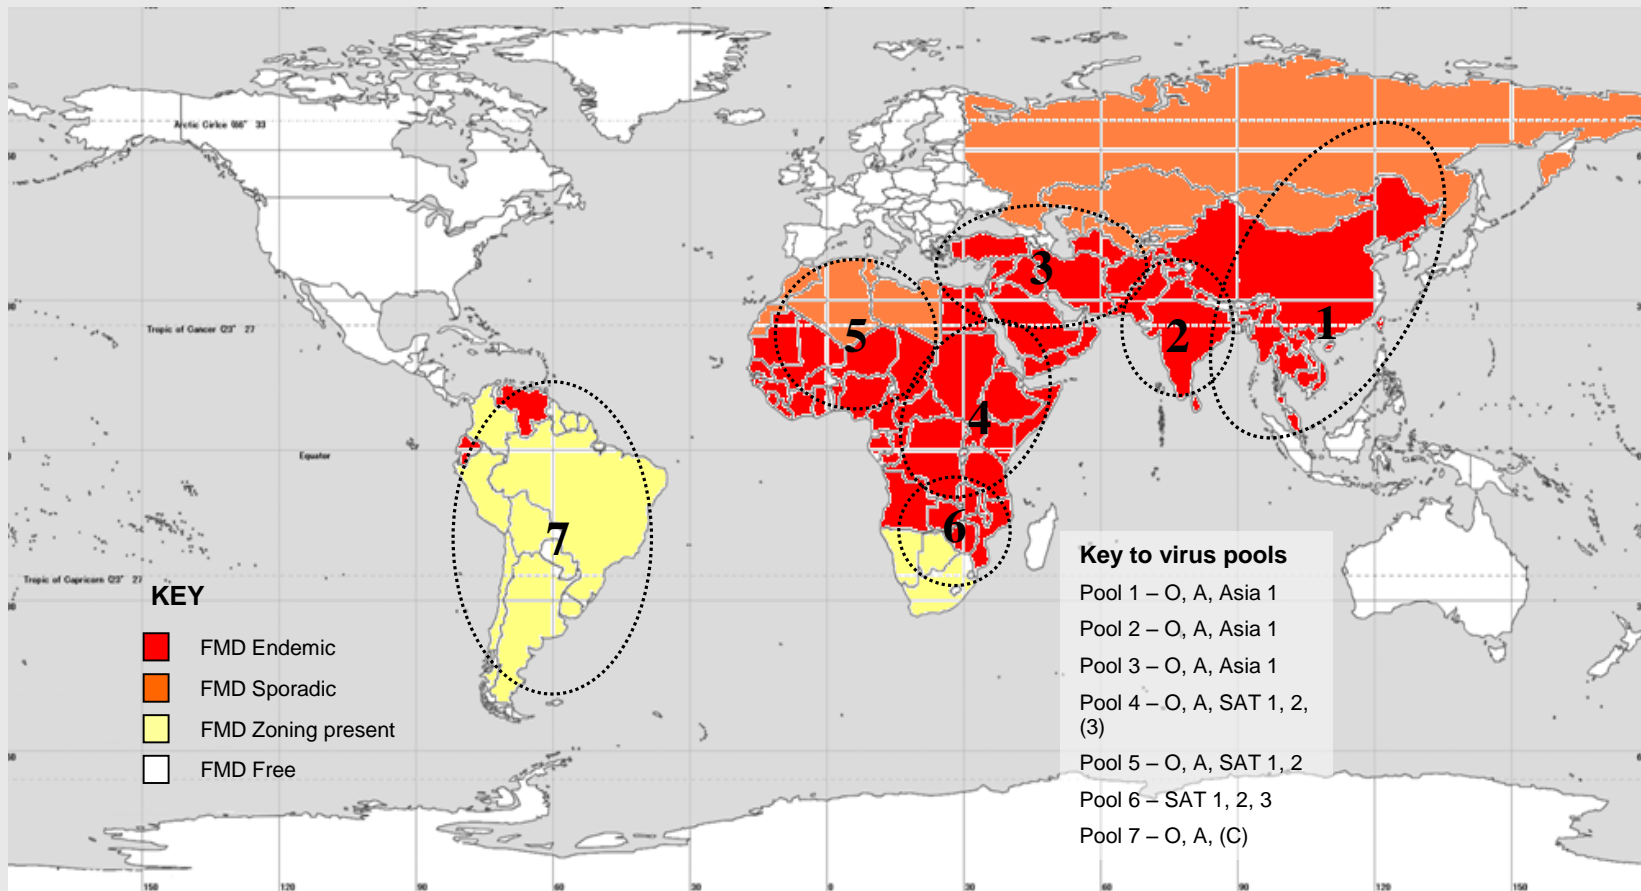 Arctic Cirlce (66° 33
Tropic of Cancer (23° 27
Equator
Tropic of Capricorn (23° 27
1
2
3
4
5
6
7
KEY
FMD Endemic
FMD Sporadic
FMD Zoning present
FMD Free
Key to virus pools
Pool 1 – O, A, Asia 1
Pool 2 – O, A, Asia 1
Pool 3 – O, A, Asia 1
Pool 4 – O, A, SAT 1, 2,
(3)
Pool 5 – O, A, SAT 1, 2
Pool 6 – SAT 1, 2, 3
Pool 7 – O, A, (C)
150
120
90
60
30
0
30
60
90
120
150